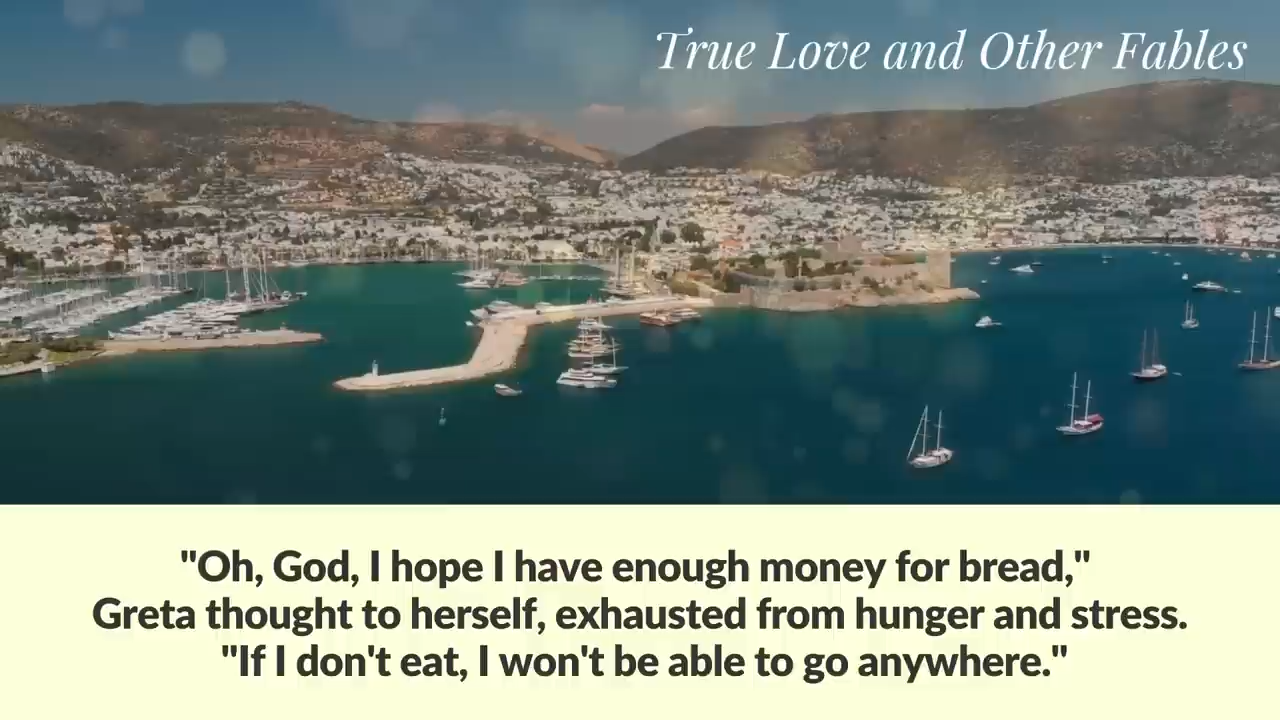 True Love and Other Fables
"Oh, God, I hope I have enough money for bread,"
Greta thought to herself, exhausted from hunger and stress.
"If I don't eat, I won't be able to go anywhere."